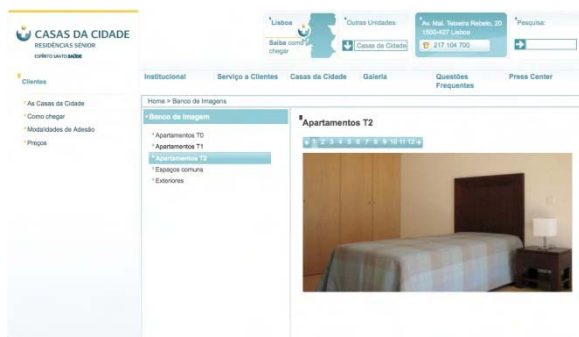 CASAS DA CIDADE
RESIDÊNCIAS SÉNIOR
ESPÍRITO SANTO SAÚDE
Lisboa
Saiba como
chegar
Outras Unidades:
Casas da Cidade
Av. Mal. Teixeira Rebelo, 20
1500-427 Lisboa
217 104 700
Pesquisa:
Clientes
As Casas da Cidade
Como chegar
Modalidades de Adesão
Preços
Institucional
Serviço a Clientes
Casas da Cidade
Galeria
Questões
Frequentes
Press Center
Home > Banco de Imagens
Banco de Imagem
Apartamentos T0
Apartamentos T1
Apartamentos T2
Espaços comuns
Exteriores
Apartamentos T2
1 2 3 4 5 6 7 8 9 10 11 12